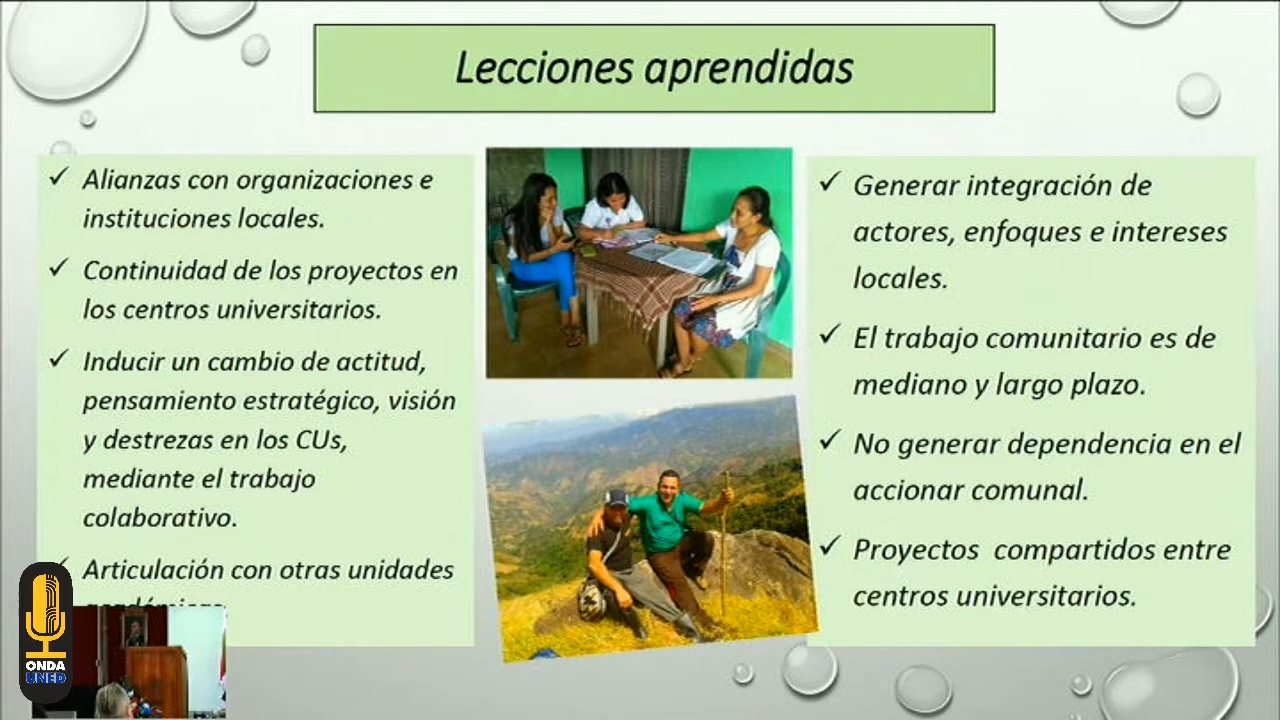 Lecciones aprendidas
Alianzas con organizaciones e
instituciones locales.
Continuidad de los proyectos en
los centros universitarios.
Inducir un cambio de actitud,
pensamiento estratégico, visión
y destrezas en los CUs,
mediante el trabajo
colaborativo.
Articulación con otras unidades
Generar integración de
actores, enfoques e intereses
locales.
El trabajo comunitario es de
mediano y largo plazo.
No generar dependencia en el
accionar comunal.
Proyectos compartidos entre
centros universitarios.
ONDA
UNED